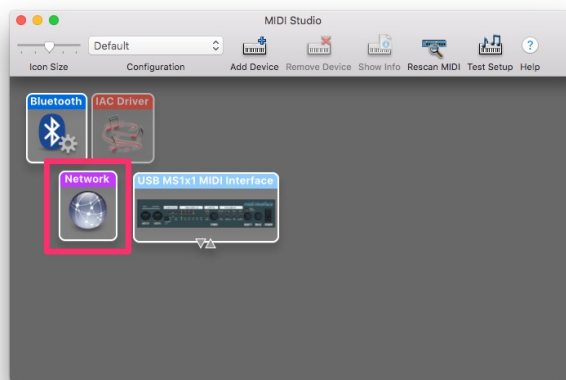 MIDI Studio
Default
Icon Size
Configuration
Add Device
Remove Device
Show Info
Rescan MIDI
Test Setup
?
Help
Bluetooth
IAC Driver
Network
USB MS1x1 MIDI Interface